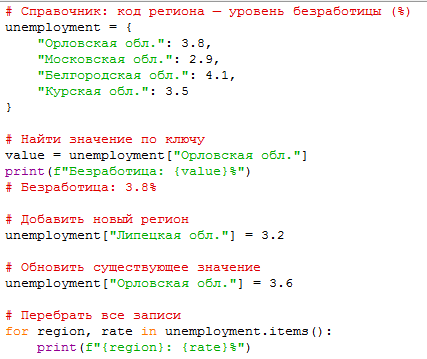 # Справочник: код региона — уровень безработицы (%)
unemployment = {
    "Орловская обл.": 3.8,
    "Московская обл.": 2.9,
    "Белгородская обл.": 4.1,
    "Курская обл.": 3.5
}
# Найти значение по ключу
value = unemployment["Орловская обл."]
print(f"Безработица: {value}%")
# Безработица: 3.8%
# Добавить новый регион
unemployment["Липецкая обл."] = 3.2
# Обновить существующее значение
unemployment["Орловская обл."] = 3.6
# Перебрать все записи
for region, rate in unemployment.items():
    print(f"{region}: {rate}%")